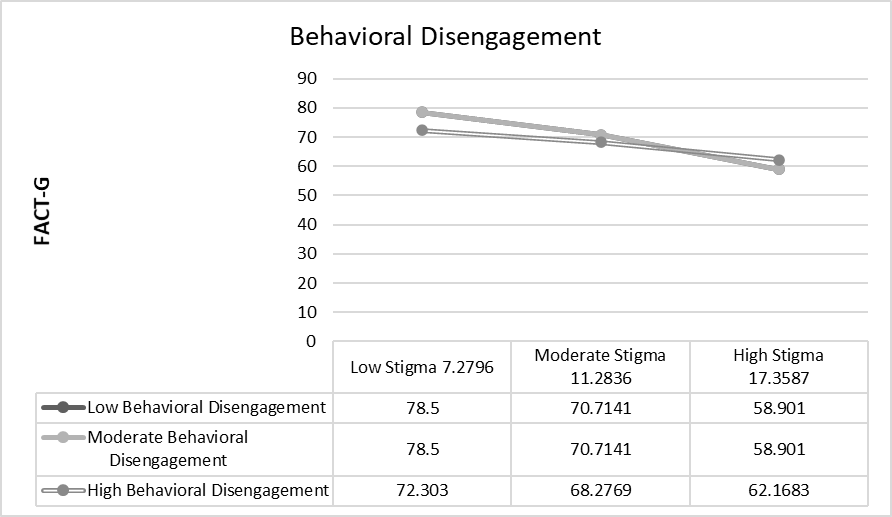 Behavioral Disengagement
90
80
70
60
50
40
30
20
10
0
FACT-G
Low Stigma 7.2796
Moderate Stigma
11.2836
High Stigma
17.3587
Low Behavioral Disengagement 78.5 70.7141 58.901
Moderate Behavioral
Disengagement 78.5 70.7141 58.901
High Behavioral Disengagement 72.303 68.2769 62.1683